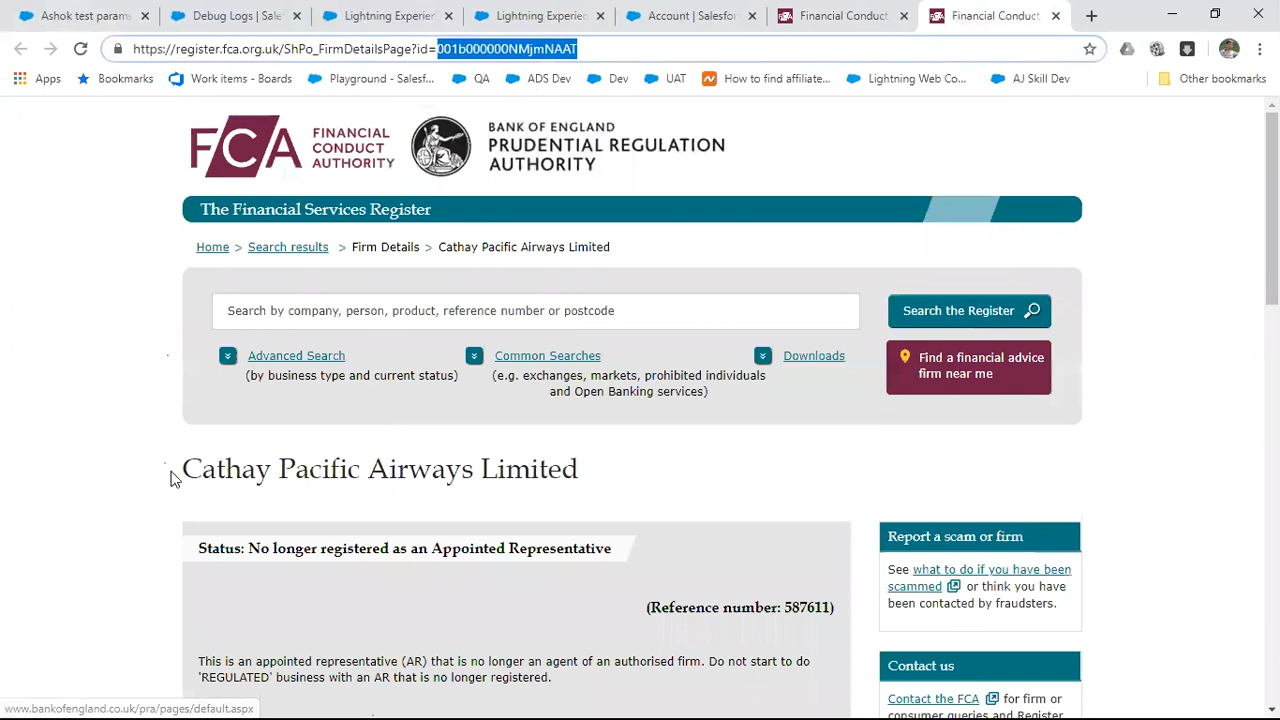 Ashok test params
Debug Logs | Sale
Lightning Experien
Lightning Experien
Account | Salesfor
Financial Conduct
Financial Conduct
https://register.fca.org.uk/ShPo_FirmDetailsPage?id=001b000000NMjmNAAT
Apps
Bookmarks
Work items - Boards
Playground - Salesf...
QA
ADS Dev
Dev
UAT
How to find affiliate...
Lightning Web Co...
AJ Skill Dev
Other bookmarks
FCA
FINANCIAL
CONDUCT
AUTHORITY
BANK OF ENGLAND
PRUDENTIAL REGULATION
AUTHORITY
The Financial Services Register
Home > Search results > Firm Details > Cathay Pacific Airways Limited
Search by company, person, product, reference number or postcode
Search the Register
Advanced Search
(by business type and current status)
Common Searches
(e.g. exchanges, markets, prohibited individuals
and Open Banking services)
Downloads
Find a financial advice
firm near me
Cathay Pacific Airways Limited
Status: No longer registered as an Appointed Representative
(Reference number: 587611)
This is an appointed representative (AR) that is no longer an agent of an authorised firm. Do not start to do
'REGULATED' business with an AR that is no longer registered.
Report a scam or firm
See what to do if you have been
scammed or think you have
been contacted by fraudsters.
Contact us
Contact the FCA for firm or
consumer queries and Register
www.bankofengland.co.uk/pra/pages/default.aspx